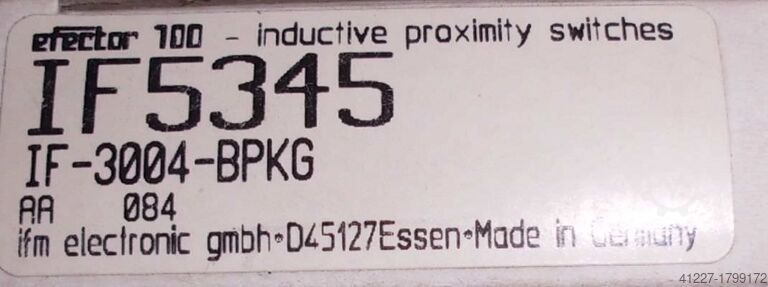 efector 100 - inductive proximity switches
IF5345
IF-3004-BPKG
AA 084
ifm electronic gmbh•D45127Essen•Made in Germany
41227-1799172